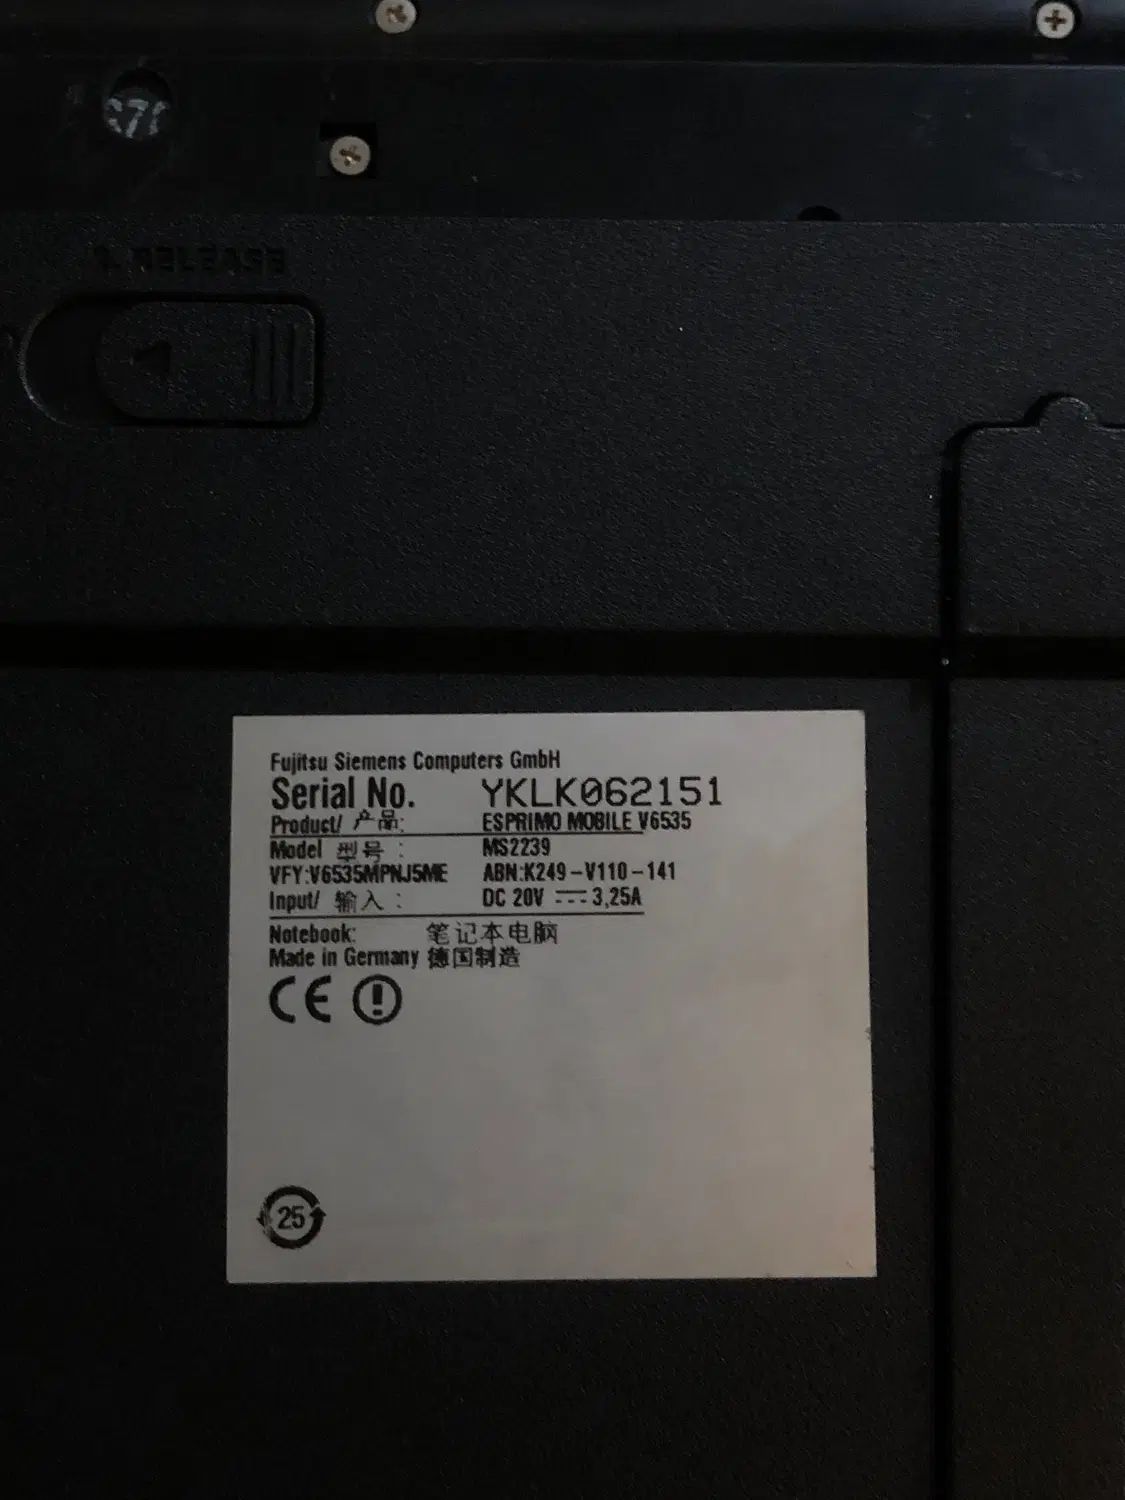 RELEASE
Fujitsu Siemens Computers GmbH
Serial No. YKLK062151
Product/ 产品: ESPRIMO MOBILE V6535
Model 型号 : MS2239
VFY:V6535MPNJ5ME ABN:K249-V110-141
Input/ 输入 : DC 20V ⎓ 3,25A
Notebook: 笔记本电脑
Made in Germany 德国制造
CE
25